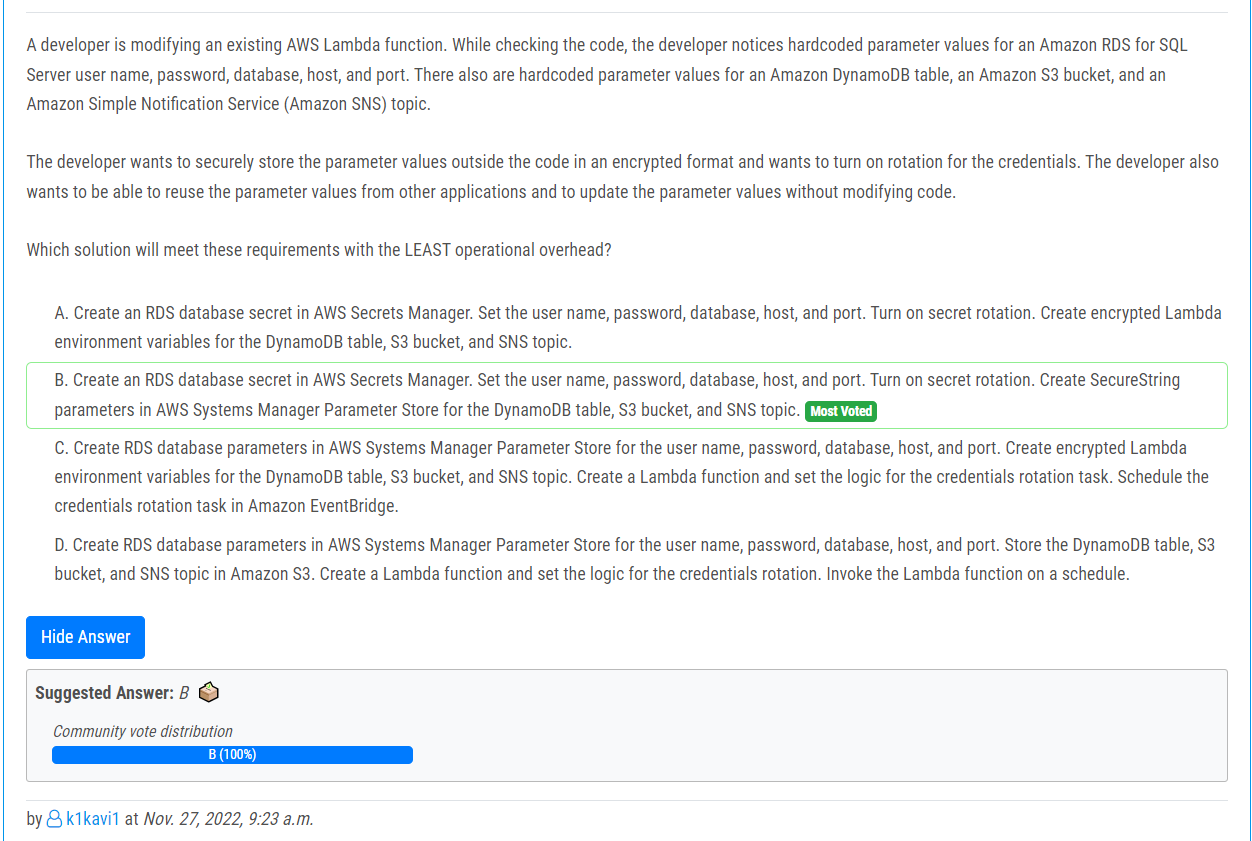 A developer is modifying an existing AWS Lambda function. While checking the code, the developer notices hardcoded parameter values for an Amazon RDS for SQL
Server user name, password, database, host, and port. There also are hardcoded parameter values for an Amazon DynamoDB table, an Amazon S3 bucket, and an
Amazon Simple Notification Service (Amazon SNS) topic.
The developer wants to securely store the parameter values outside the code in an encrypted format and wants to turn on rotation for the credentials. The developer also
wants to be able to reuse the parameter values from other applications and to update the parameter values without modifying code.
Which solution will meet these requirements with the LEAST operational overhead?
A. Create an RDS database secret in AWS Secrets Manager. Set the user name, password, database, host, and port. Turn on secret rotation. Create encrypted Lambda
environment variables for the DynamoDB table, S3 bucket, and SNS topic.
B. Create an RDS database secret in AWS Secrets Manager. Set the user name, password, database, host, and port. Turn on secret rotation. Create SecureString
parameters in AWS Systems Manager Parameter Store for the DynamoDB table, S3 bucket, and SNS topic. Most Voted
C. Create RDS database parameters in AWS Systems Manager Parameter Store for the user name, password, database, host, and port. Create encrypted Lambda
environment variables for the DynamoDB table, S3 bucket, and SNS topic. Create a Lambda function and set the logic for the credentials rotation task. Schedule the
credentials rotation task in Amazon EventBridge.
D. Create RDS database parameters in AWS Systems Manager Parameter Store for the user name, password, database, host, and port. Store the DynamoDB table, S3
bucket, and SNS topic in Amazon S3. Create a Lambda function and set the logic for the credentials rotation. Invoke the Lambda function on a schedule.
Hide Answer
Suggested Answer: B
Community vote distribution
B (100%)
by k1kavi1 at Nov. 27, 2022, 9:23 a.m.